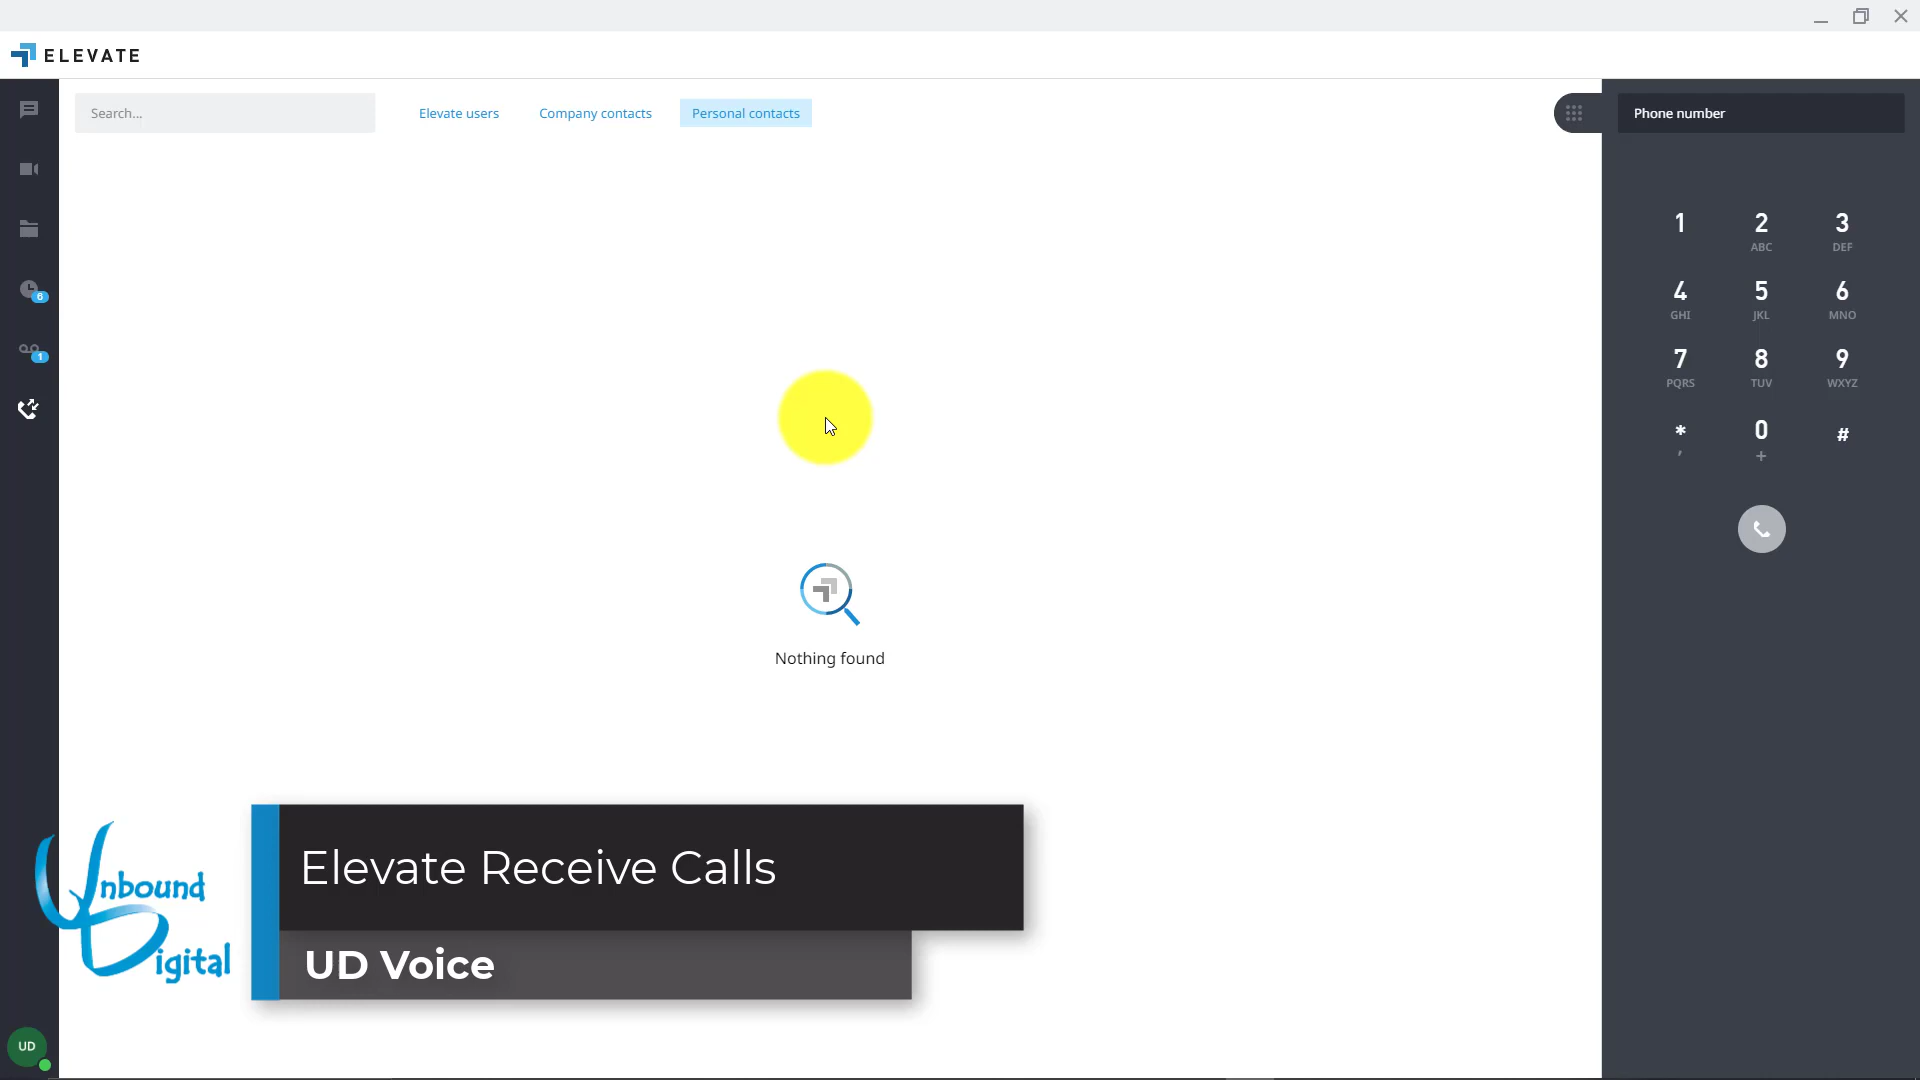 ELEVATE
Search...
Elevate users
Company contacts
Personal contacts
Phone number
1 2 3
ABC DEF
4 5 6
GHI JKL MNO
7 8 9
PQRS TUV WXYZ
* 0 #
, +
6
1
Nothing found
Elevate Receive Calls
UD Voice
Unbound
Digital
UD